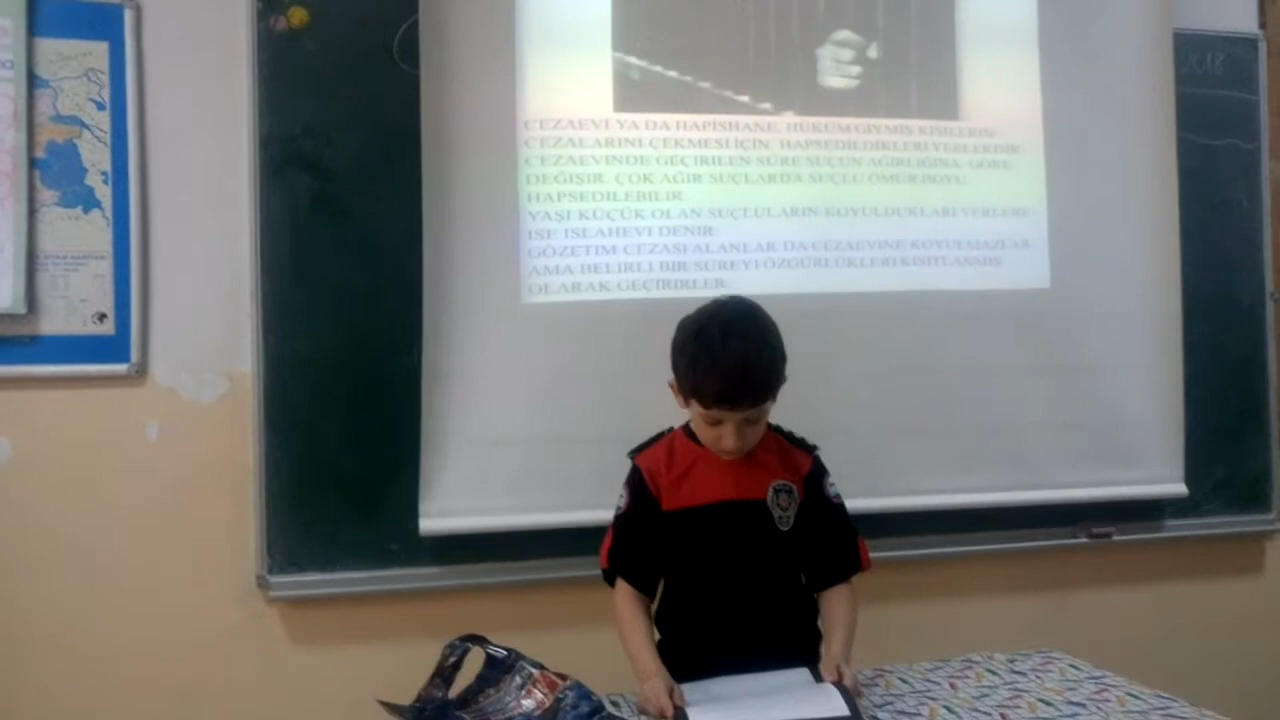 CEZAEVİ YA DA HAPİSHANE, HÜKÜM GİYMİŞ KİŞİLERİN
CEZALARINI ÇEKMESİ İÇİN HAPSEDİLDİKLERİ YERLERDİR.
CEZAEVİNDE GEÇİRİLEN SÜRE SUÇUN AĞIRLIĞINA GÖRE
DEĞİŞİR. ÇOK AĞIR SUÇLARDA SUÇLU ÖMÜR BOYU
HAPSEDİLEBİLİR.
YAŞI KÜÇÜK OLAN SUÇLULARIN KOYULDUKLARI YERLERE
ISE ISLAHEVİ DENİR.
GÖZETİM CEZASI ALANLAR DA CEZAEVİNE KOYULMAZLAR
AMA BELİRLİ BİR SÜREYİ ÖZGÜRLÜKLERİ KISITLANMIŞ
OLARAK GEÇİRİRLER.
2018